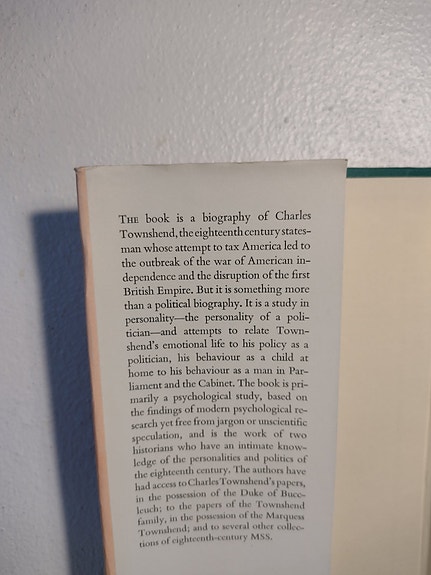 THE book is a biography of Charles
Townshend, the eighteenth century states-
man whose attempt to tax America led to
the outbreak of the war of American in-
dependence and the disruption of the first
British Empire. But it is something more
than a political biography. It is a study in
personality—the personality of a poli-
tician—and attempts to relate Town-
shend's emotional life to his policy as a
politician, his behaviour as a child at
home to his behaviour as a man in Par-
liament and the Cabinet. The book is pri-
marily a psychological study, based on
the findings of modern psychological re-
search yet free from jargon or unscientific
speculation, and is the work of two
historians who have an intimate know-
ledge of the personalities and politics of
the eighteenth century. The authors have
had access to Charles Townshend's papers,
in the possession of the Duke of Bucc-
leuch; to the papers of the Townshend
family, in the possession of the Marquess
Townshend; and to several other collec-
tions of eighteenth-century MSS.